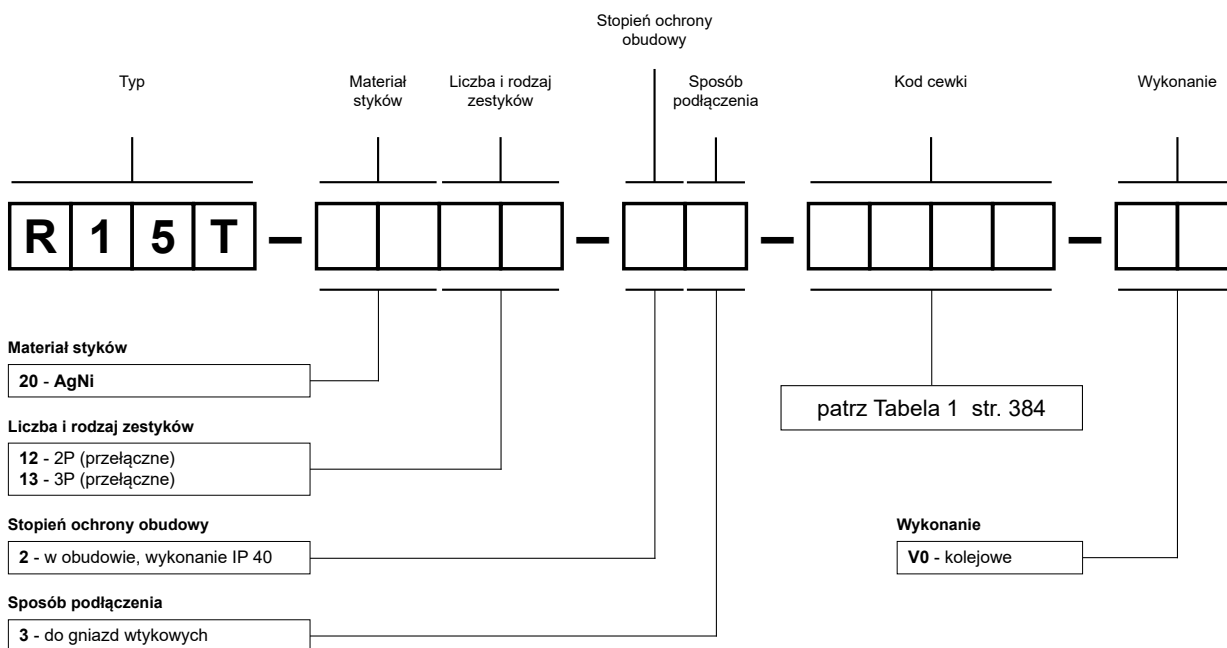 Stopień ochrony
obudowy
Typ
Materiał
styków
Liczba i rodzaj
zestyków
Sposób
podłączenia
Kod cewki
Wykonanie
R 1 5 T – – – –
Materiał styków
20 - AgNi
patrz Tabela 1 str. 384
Liczba i rodzaj zestyków
12 - 2P (przełączne)
13 - 3P (przełączne)
Stopień ochrony obudowy
2 - w obudowie, wykonanie IP 40
Wykonanie
V0 - kolejowe
Sposób podłączenia
3 - do gniazd wtykowych